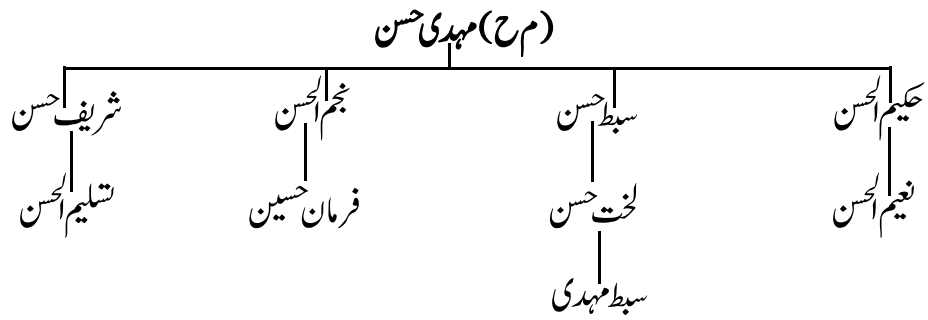 (م ح) مہدی حسن
حکیم الحسن سبط حسن نجم الحسن شریف حسن
نعیم الحسن لخت حسن فرمان حسین تسلیم الحسن
سبط مہدی